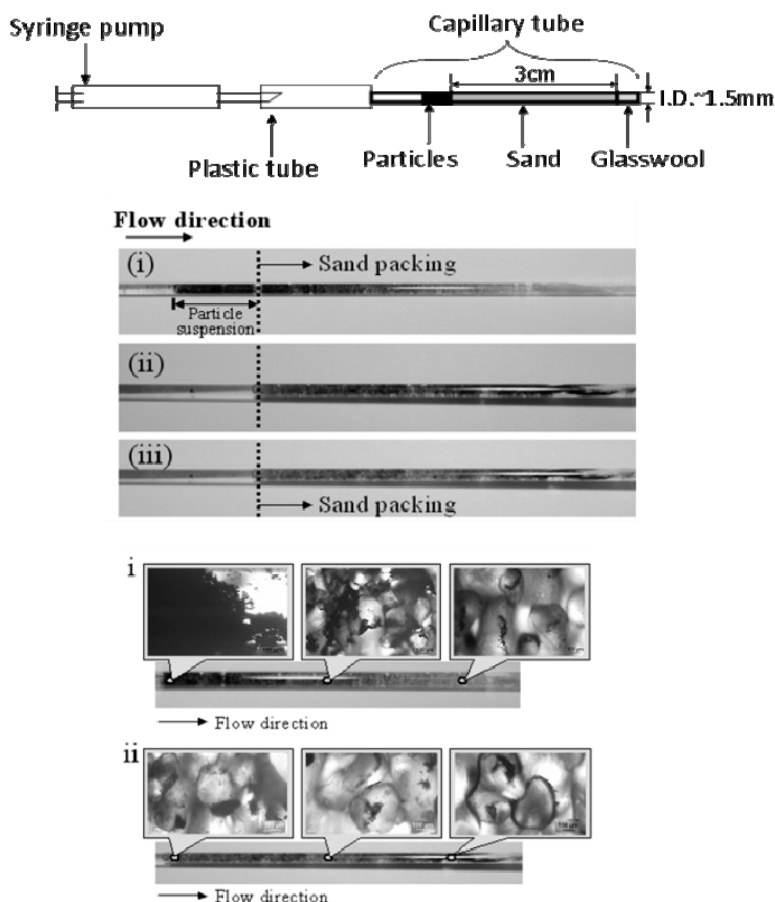 Syringe pump
Capillary tube
3cm
I.D.~1.5mm
Plastic tube
Particles
Sand
Glasswool
Flow direction
(i)
Sand packing
Particle
suspension
(ii)
(iii)
Sand packing
i
Flow direction
ii
Flow direction